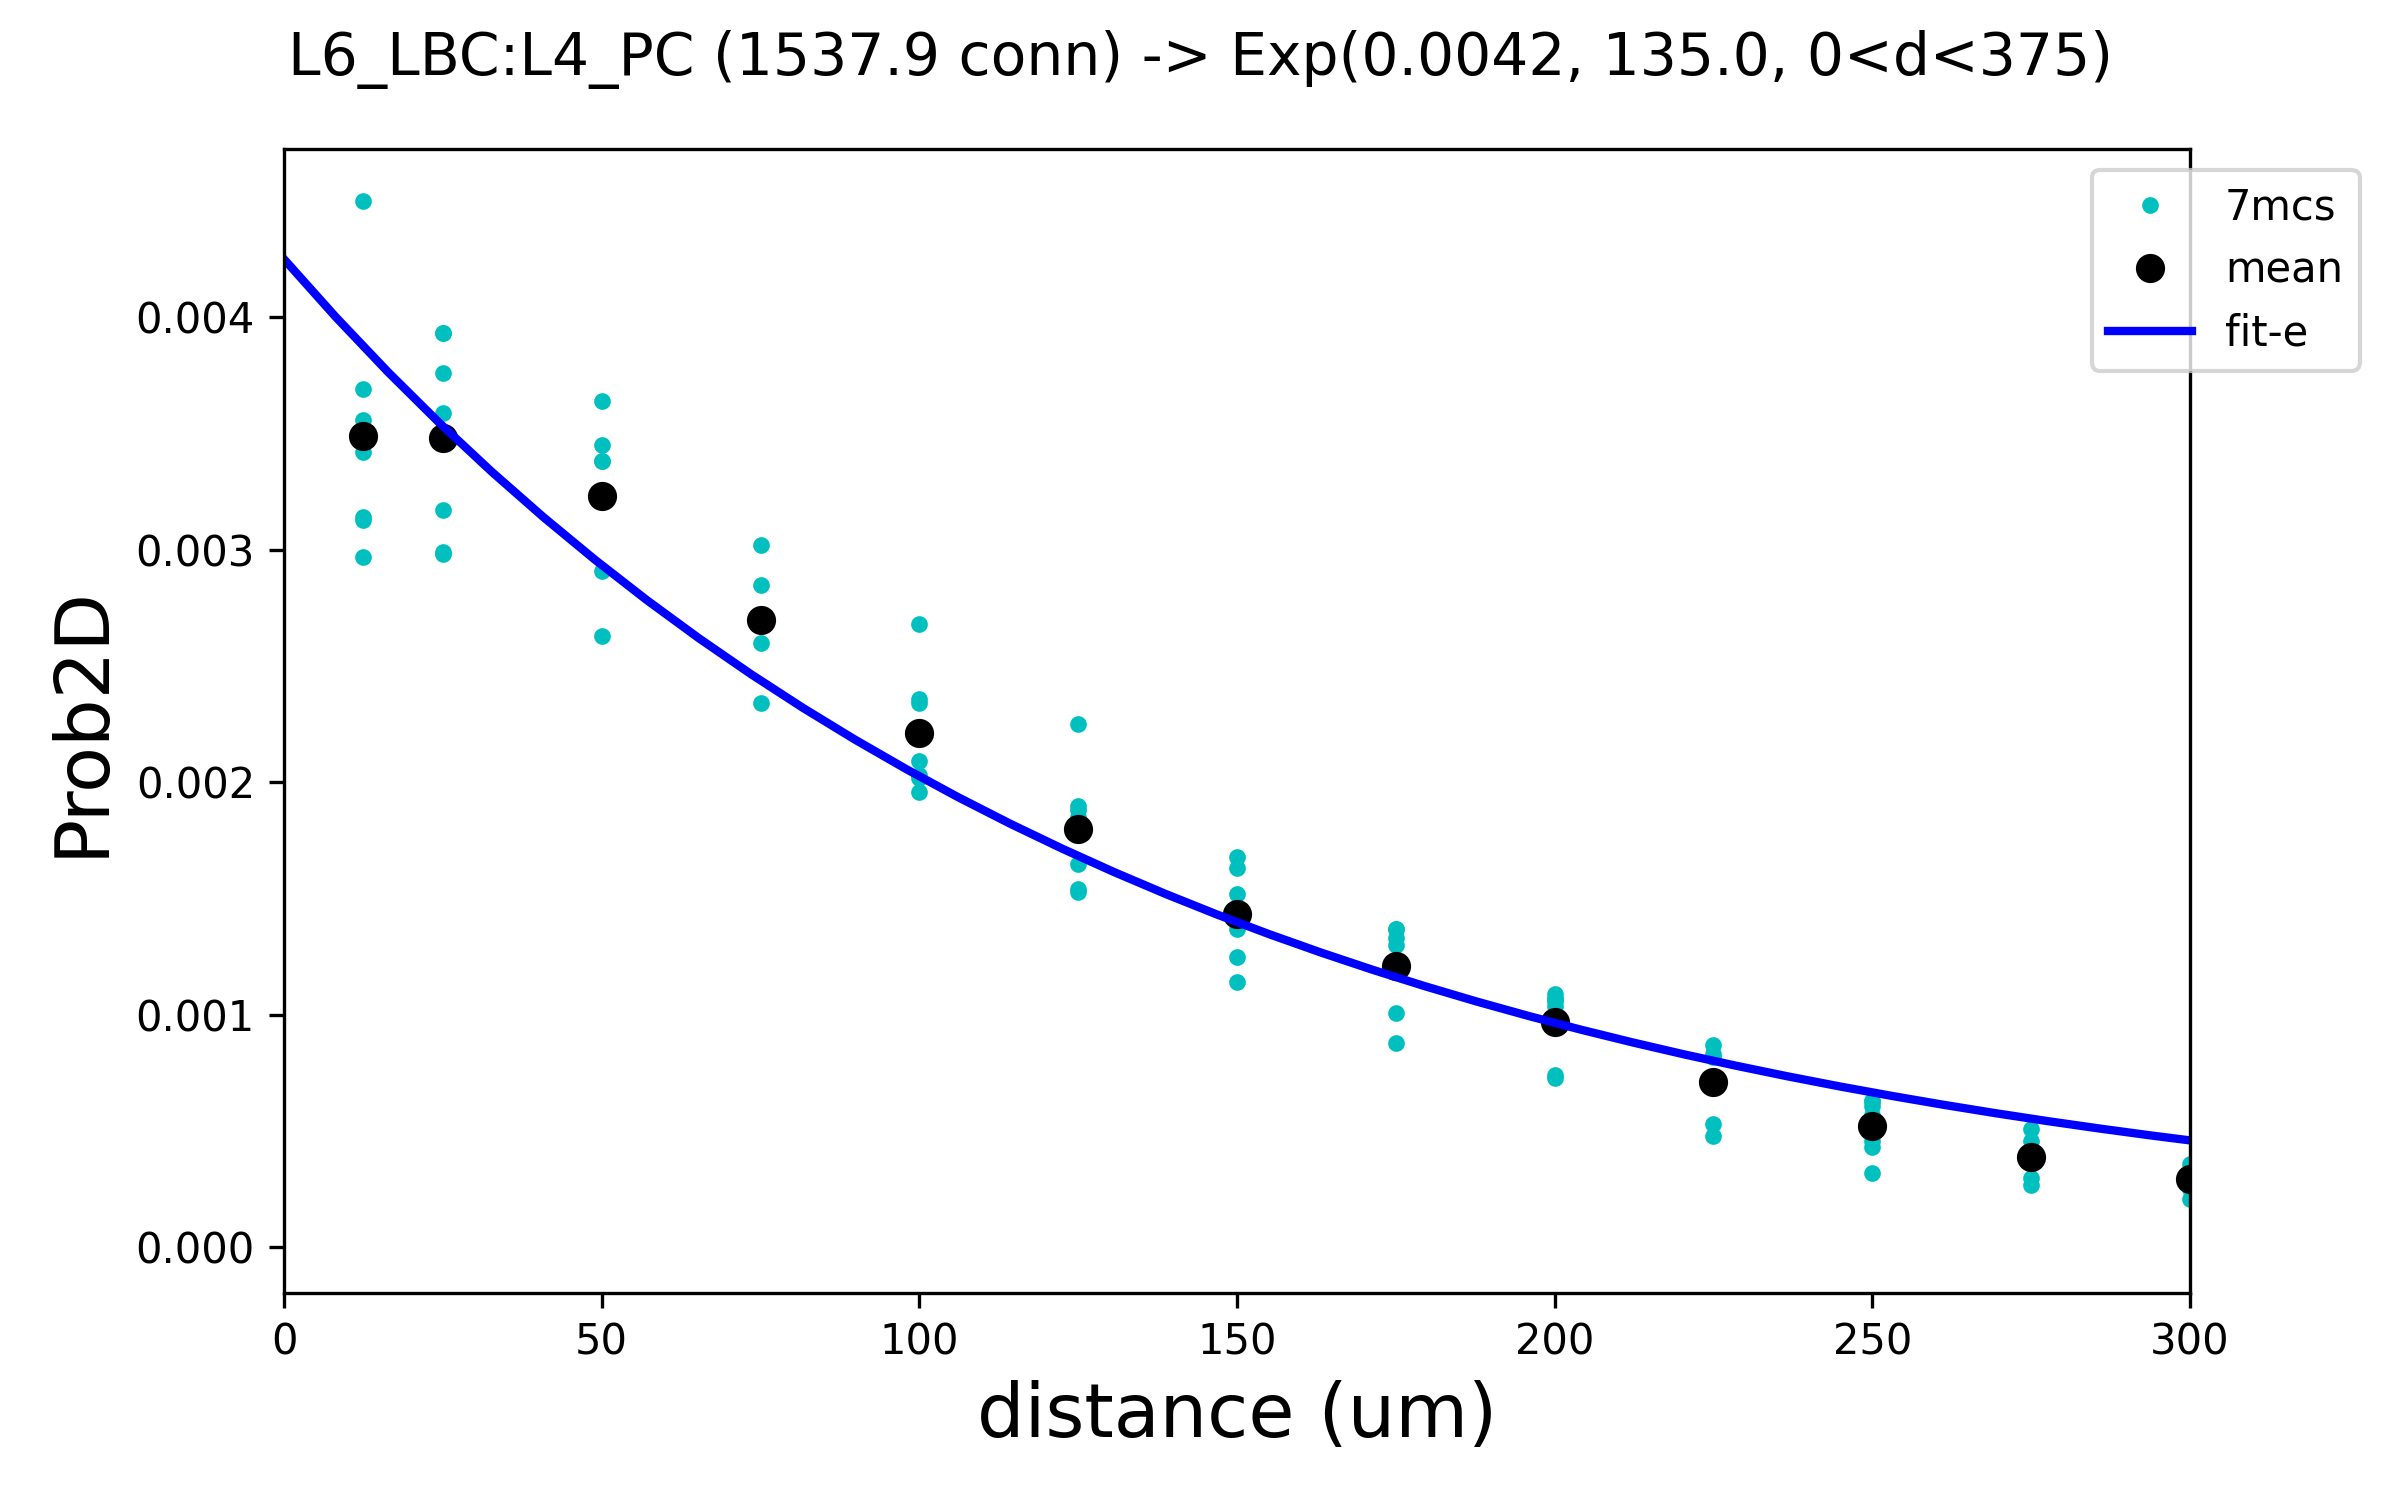 L6_LBC:L4_PC (1537.9 conn) -> Exp(0.0042, 135.0, 0<d<375)
7mcs
mean
fit-e
0.004
0.003
0.002
0.001
0.000
Prob2D
0 50 100 150 200 250 300
distance (um)